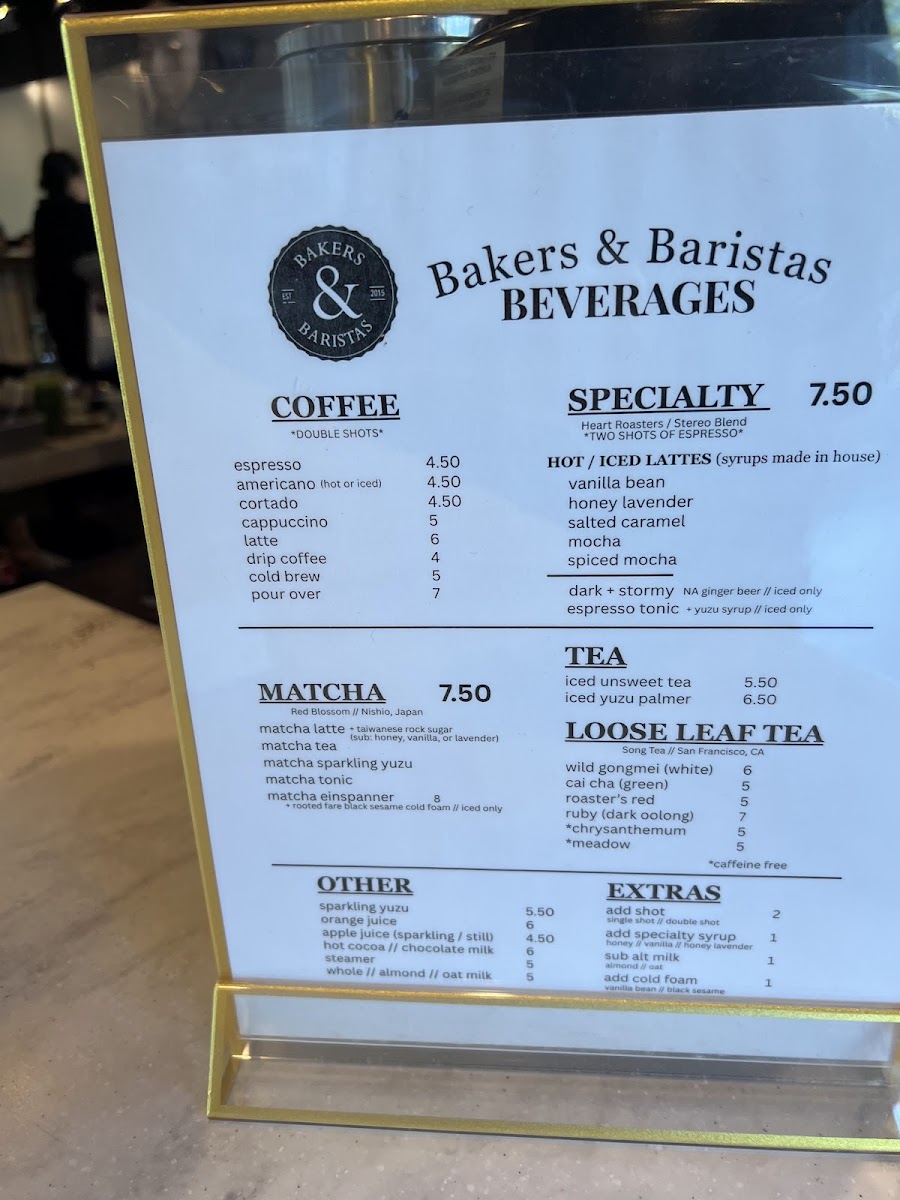 BAKERS
&
EST 2015
BARISTAS
Bakers & Baristas
BEVERAGES
COFFEE
*DOUBLE SHOTS*
espresso 4.50
americano (hot or iced) 4.50
cortado 4.50
cappuccino 5
latte 6
drip coffee 4
cold brew 5
pour over 7
SPECIALTY 7.50
Heart Roasters / Stereo Blend
*TWO SHOTS OF ESPRESSO*
HOT / ICED LATTES (syrups made in house)
vanilla bean
honey lavender
salted caramel
mocha
spiced mocha
dark + stormy NA ginger beer // iced only
espresso tonic + yuzu syrup // iced only
MATCHA 7.50
Red Blossom // Nishio, Japan
matcha latte + taiwanese rock sugar
(sub: honey, vanilla, or lavender)
matcha tea
matcha sparkling yuzu
matcha tonic
matcha einspanner 8
+ rooted fare black sesame cold foam // iced only
TEA
iced unsweet tea 5.50
iced yuzu palmer 6.50
LOOSE LEAF TEA
Song Tea // San Francisco, CA
wild gongmei (white) 6
cai cha (green) 5
roaster's red 5
ruby (dark oolong) 7
*chrysanthemum 5
*meadow 5
*caffeine free
OTHER
sparkling yuzu 5.50
orange juice 6
apple juice (sparkling / still) 4.50
hot cocoa // chocolate milk 6
steamer 5
whole // almond // oat milk 5
EXTRAS
add shot 2
single shot // double shot
add specialty syrup 1
honey // vanilla // honey lavender
sub alt milk 1
almond // oat
add cold foam 1
vanilla bean // black sesame